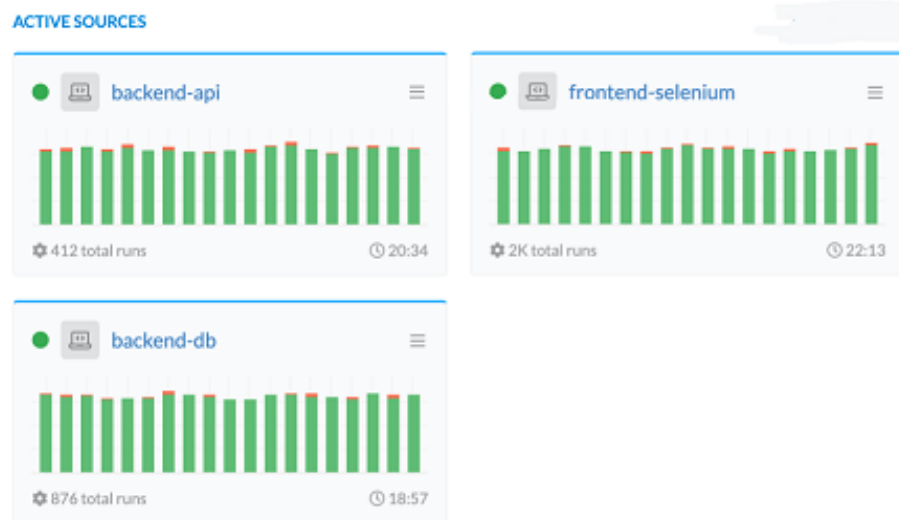 ACTIVE SOURCES
backend-api
412 total runs 20:34
frontend-selenium
2K total runs 22:13
backend-db
876 total runs 18:57